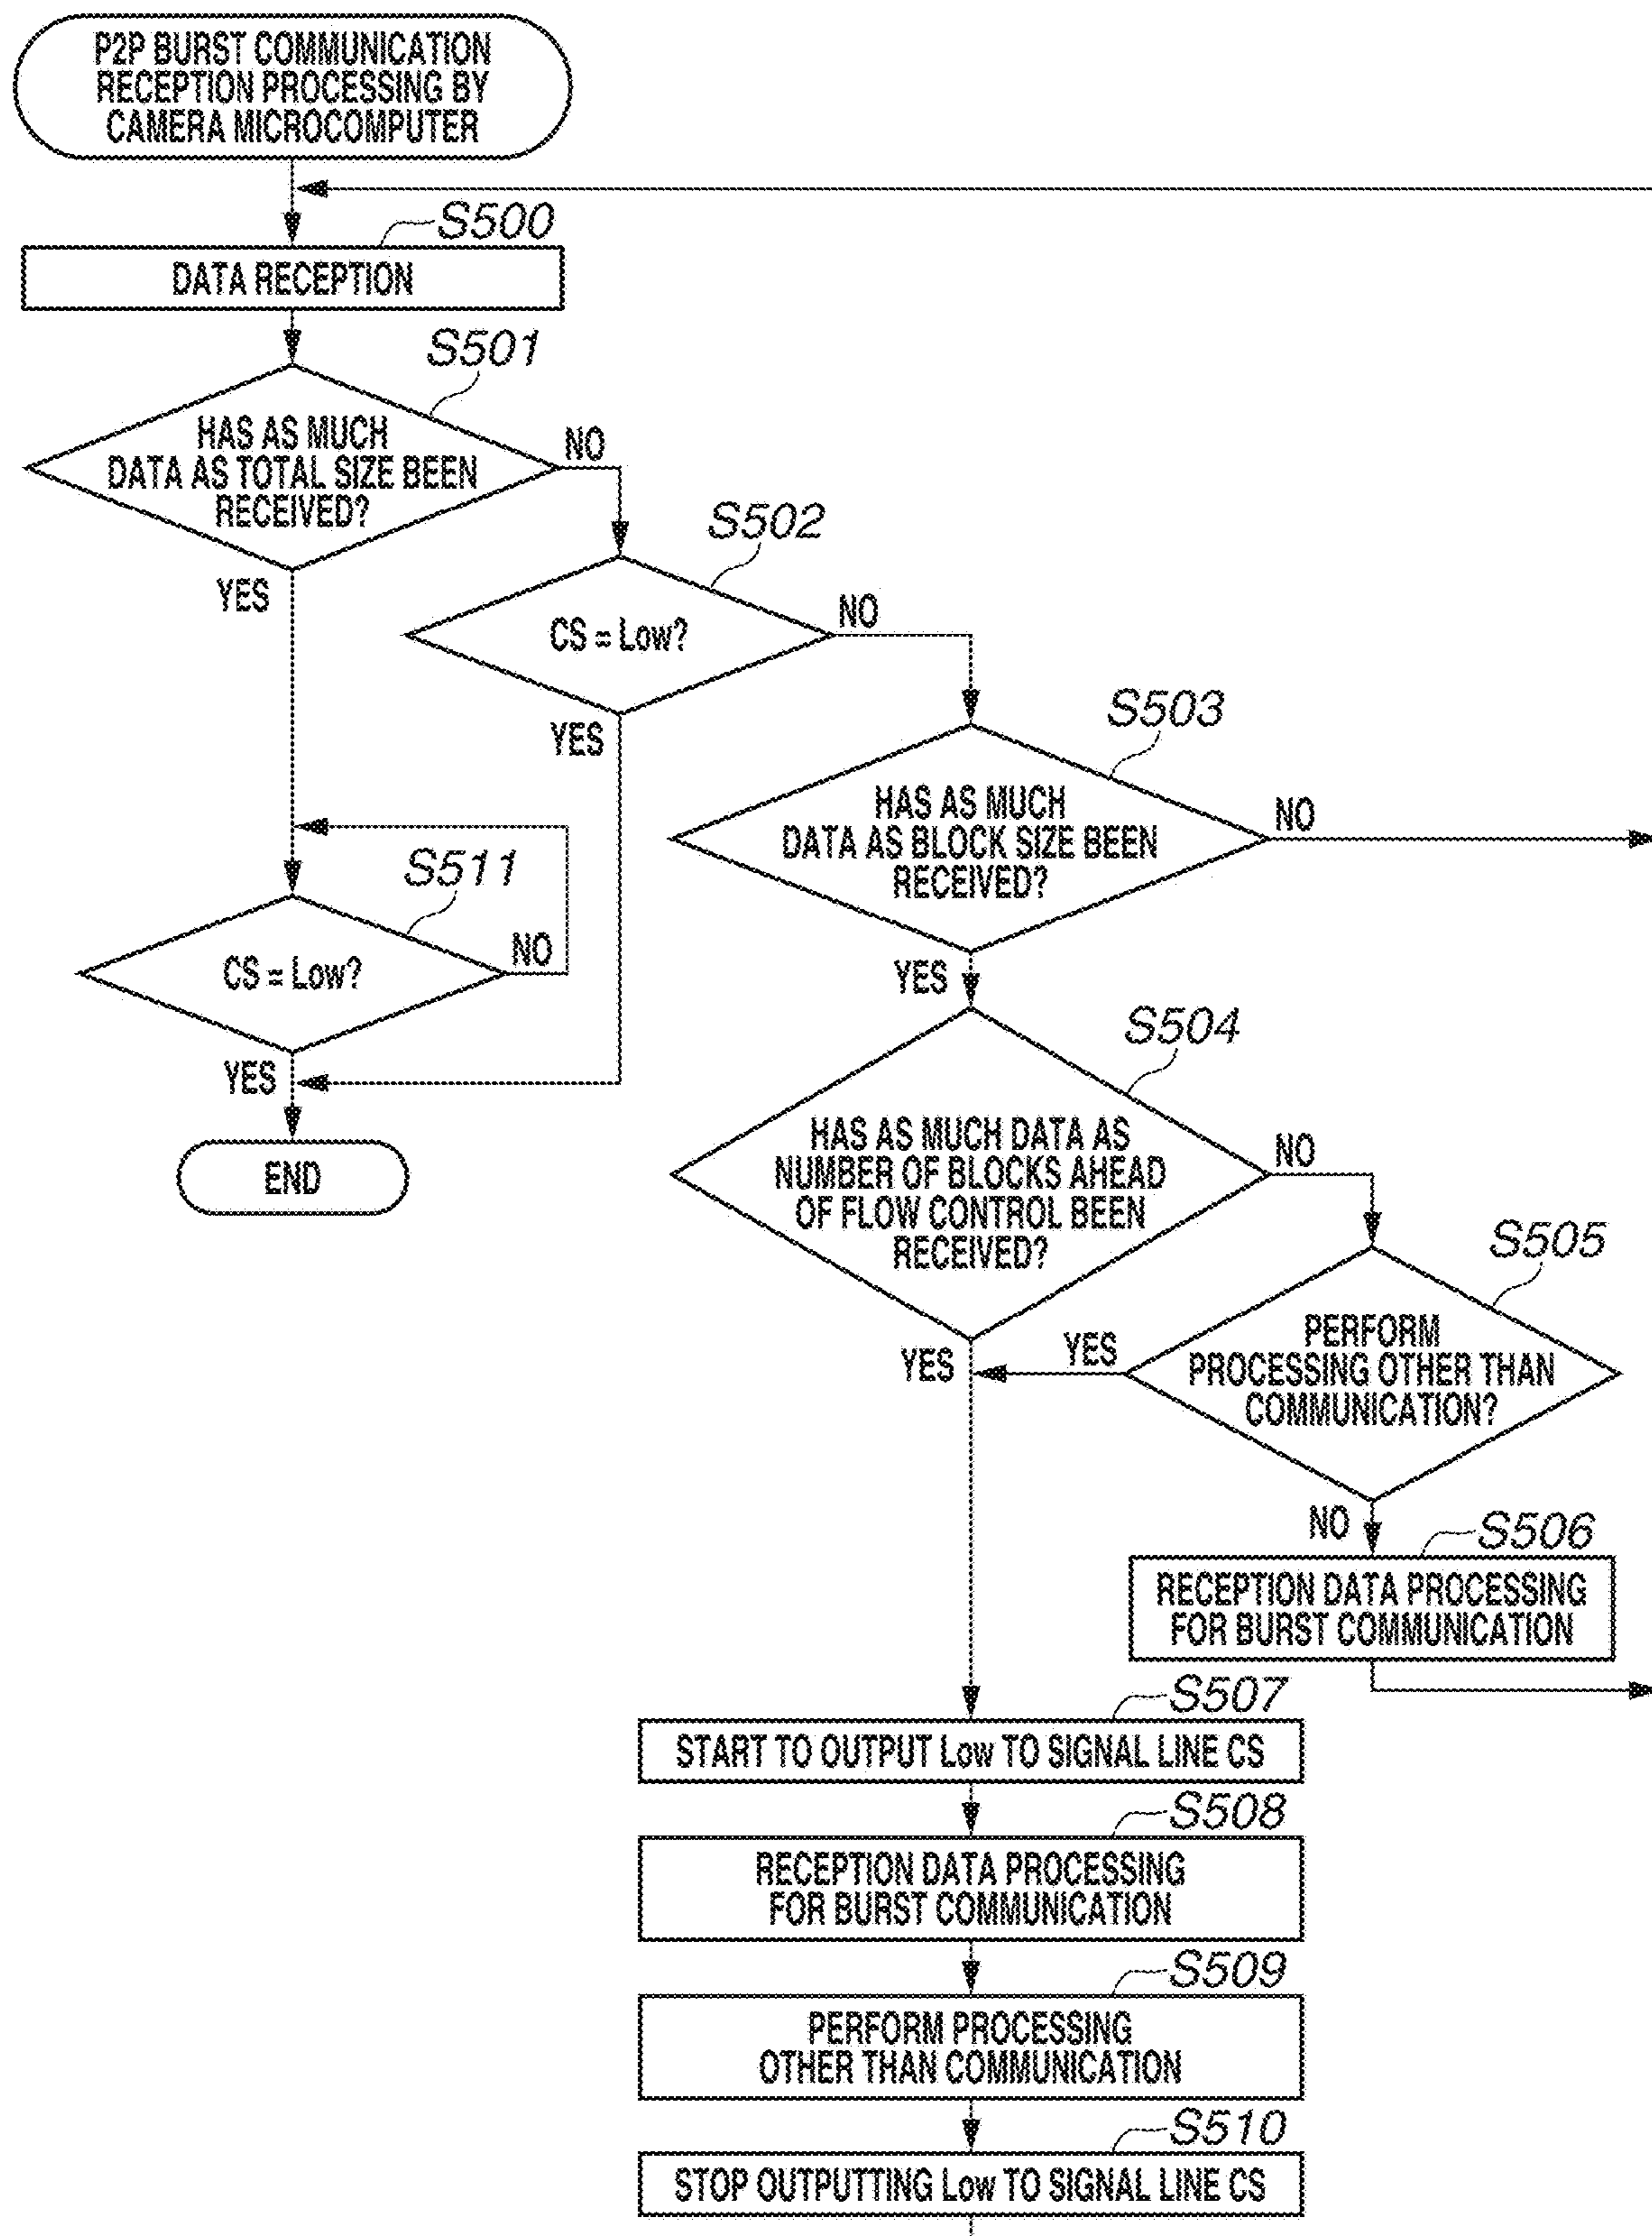 P2P BURST COMMUNICATION
RECEPTION PROCESSING BY
CAMERA MICROCOMPUTER
S500
DATA RECEPTION
S501
HAS AS MUCH
DATA AS TOTAL SIZE BEEN
RECEIVED?
NO
YES
S502
CS = Low?
NO
YES
S503
HAS AS MUCH
DATA AS BLOCK SIZE BEEN
RECEIVED?
NO
YES
S511
CS = Low?
NO
YES
END
S504
HAS AS MUCH DATA AS
NUMBER OF BLOCKS AHEAD
OF FLOW CONTROL BEEN
RECEIVED?
NO
YES
S505
PERFORM
PROCESSING OTHER THAN
COMMUNICATION?
YES
NO
S506
RECEPTION DATA PROCESSING
FOR BURST COMMUNICATION
S507
START TO OUTPUT Low TO SIGNAL LINE CS
S508
RECEPTION DATA PROCESSING
FOR BURST COMMUNICATION
S509
PERFORM PROCESSING
OTHER THAN COMMUNICATION
S510
STOP OUTPUTTING Low TO SIGNAL LINE CS